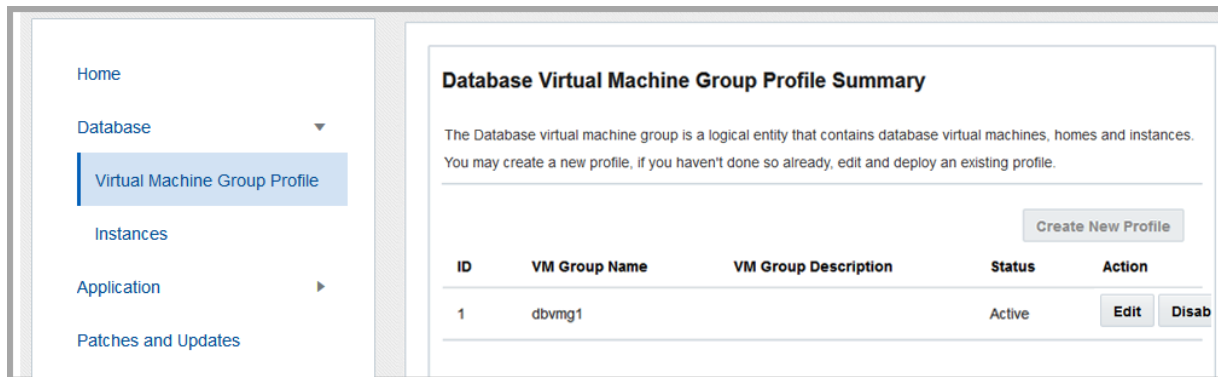 Home
Database
Virtual Machine Group Profile
Instances
Application
Patches and Updates
Database Virtual Machine Group Profile Summary
The Database virtual machine group is a logical entity that contains database virtual machines, homes and instances.
You may create a new profile, if you haven't done so already, edit and deploy an existing profile.
Create New Profile
ID VM Group Name VM Group Description Status Action
1 dbvmg1 Active Edit Disab